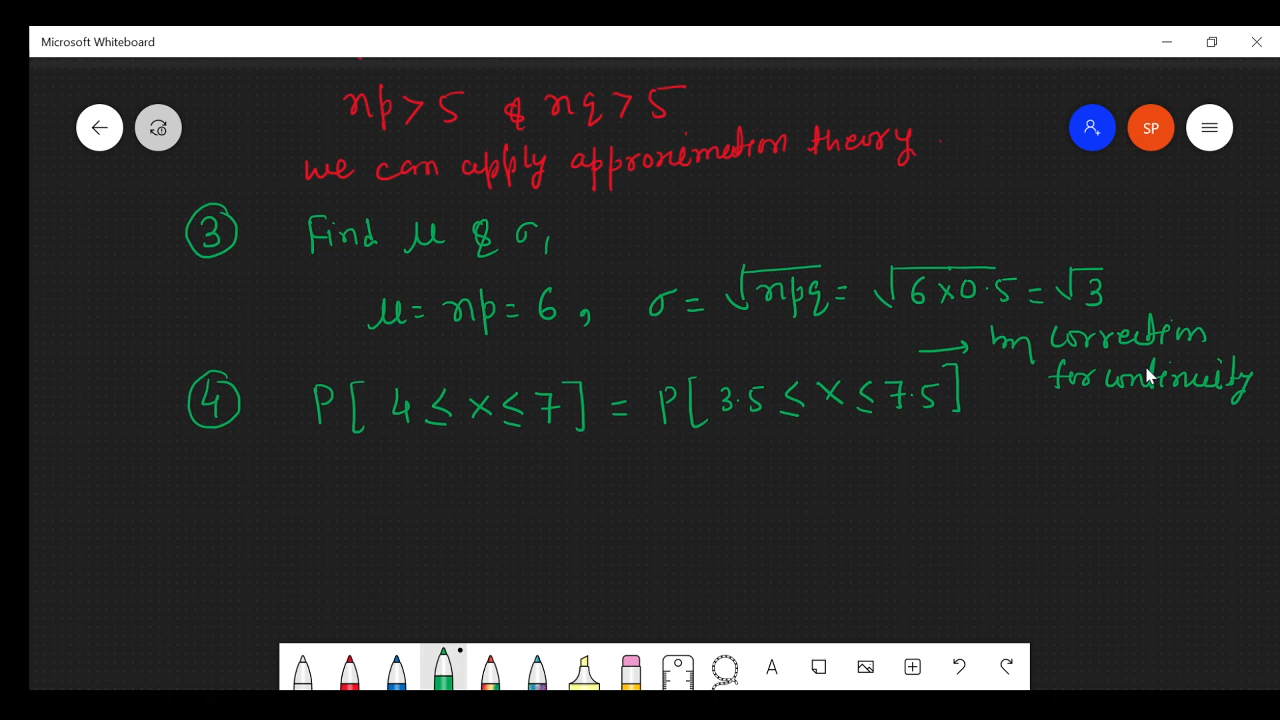 Microsoft Whiteboard
np > 5 & nq > 5
SP
we can apply approximation theory.
③ Find μ & σ,
μ = np = 6, σ = √npq = √6×0.5 = √3
④ P[4 ≤ x ≤ 7] = P[3.5 ≤ x ≤ 7.5] → by correction
for continuity
A